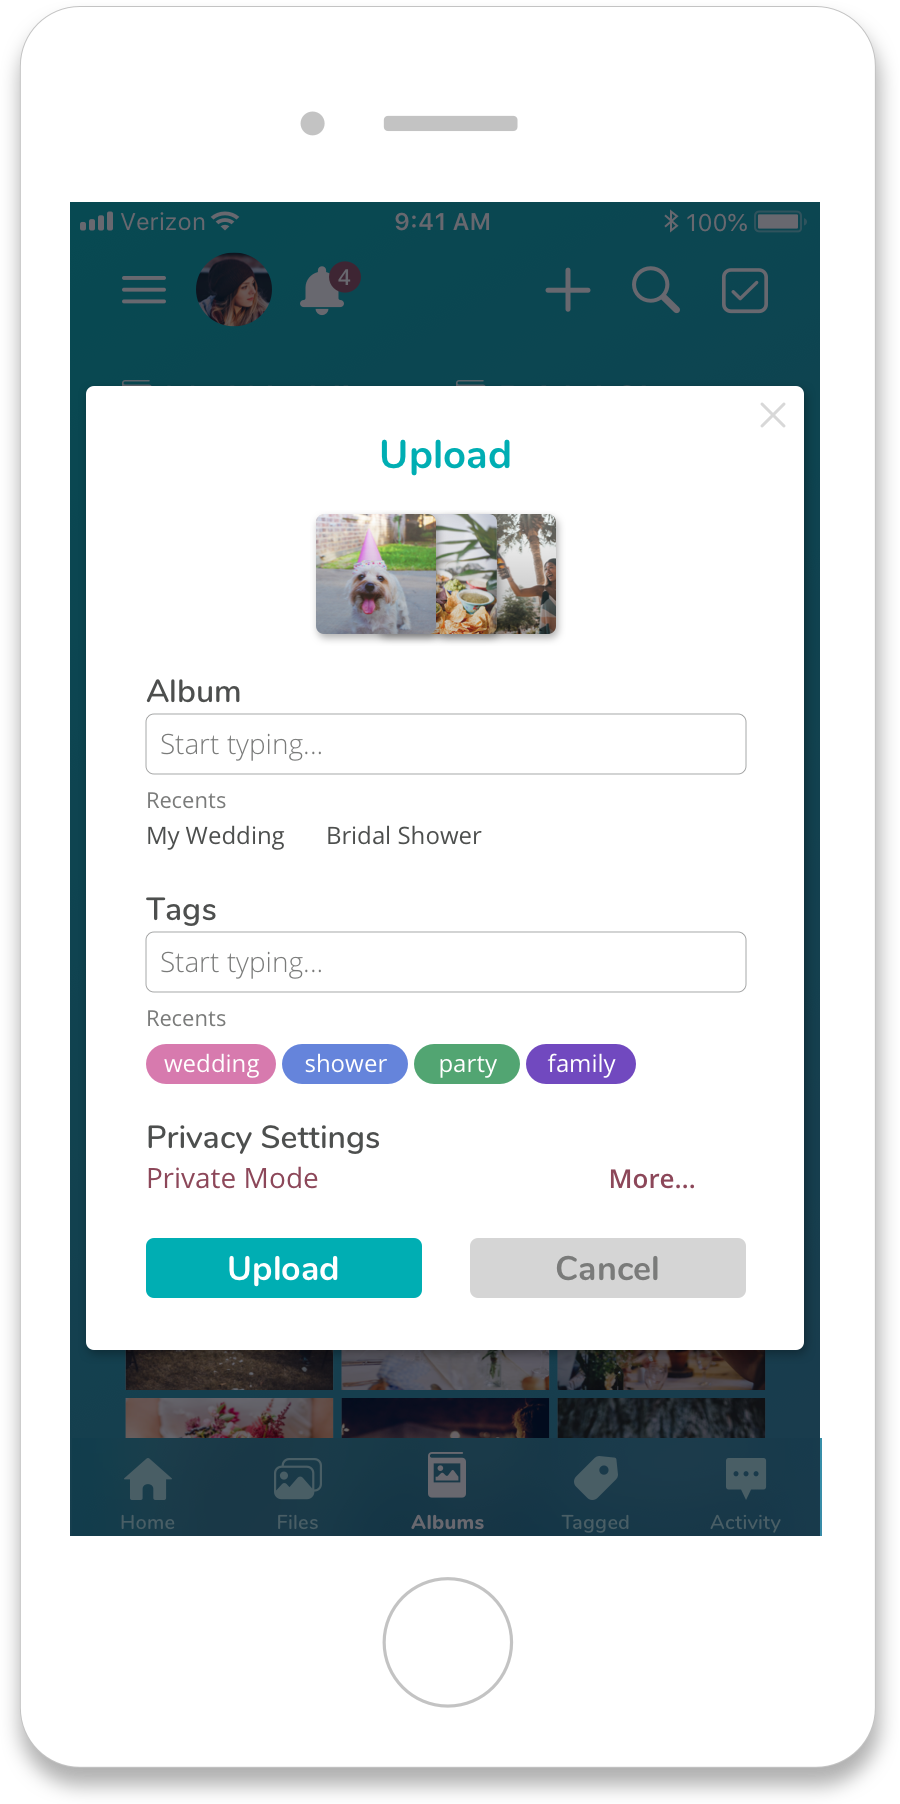 Verizon 9:41 AM 100%
4
Upload
Album
Start typing...
Recents
My Wedding Bridal Shower
Tags
Start typing...
Recents
wedding shower party family
Privacy Settings
Private Mode More...
Upload Cancel
Home Files Albums Tagged Activity